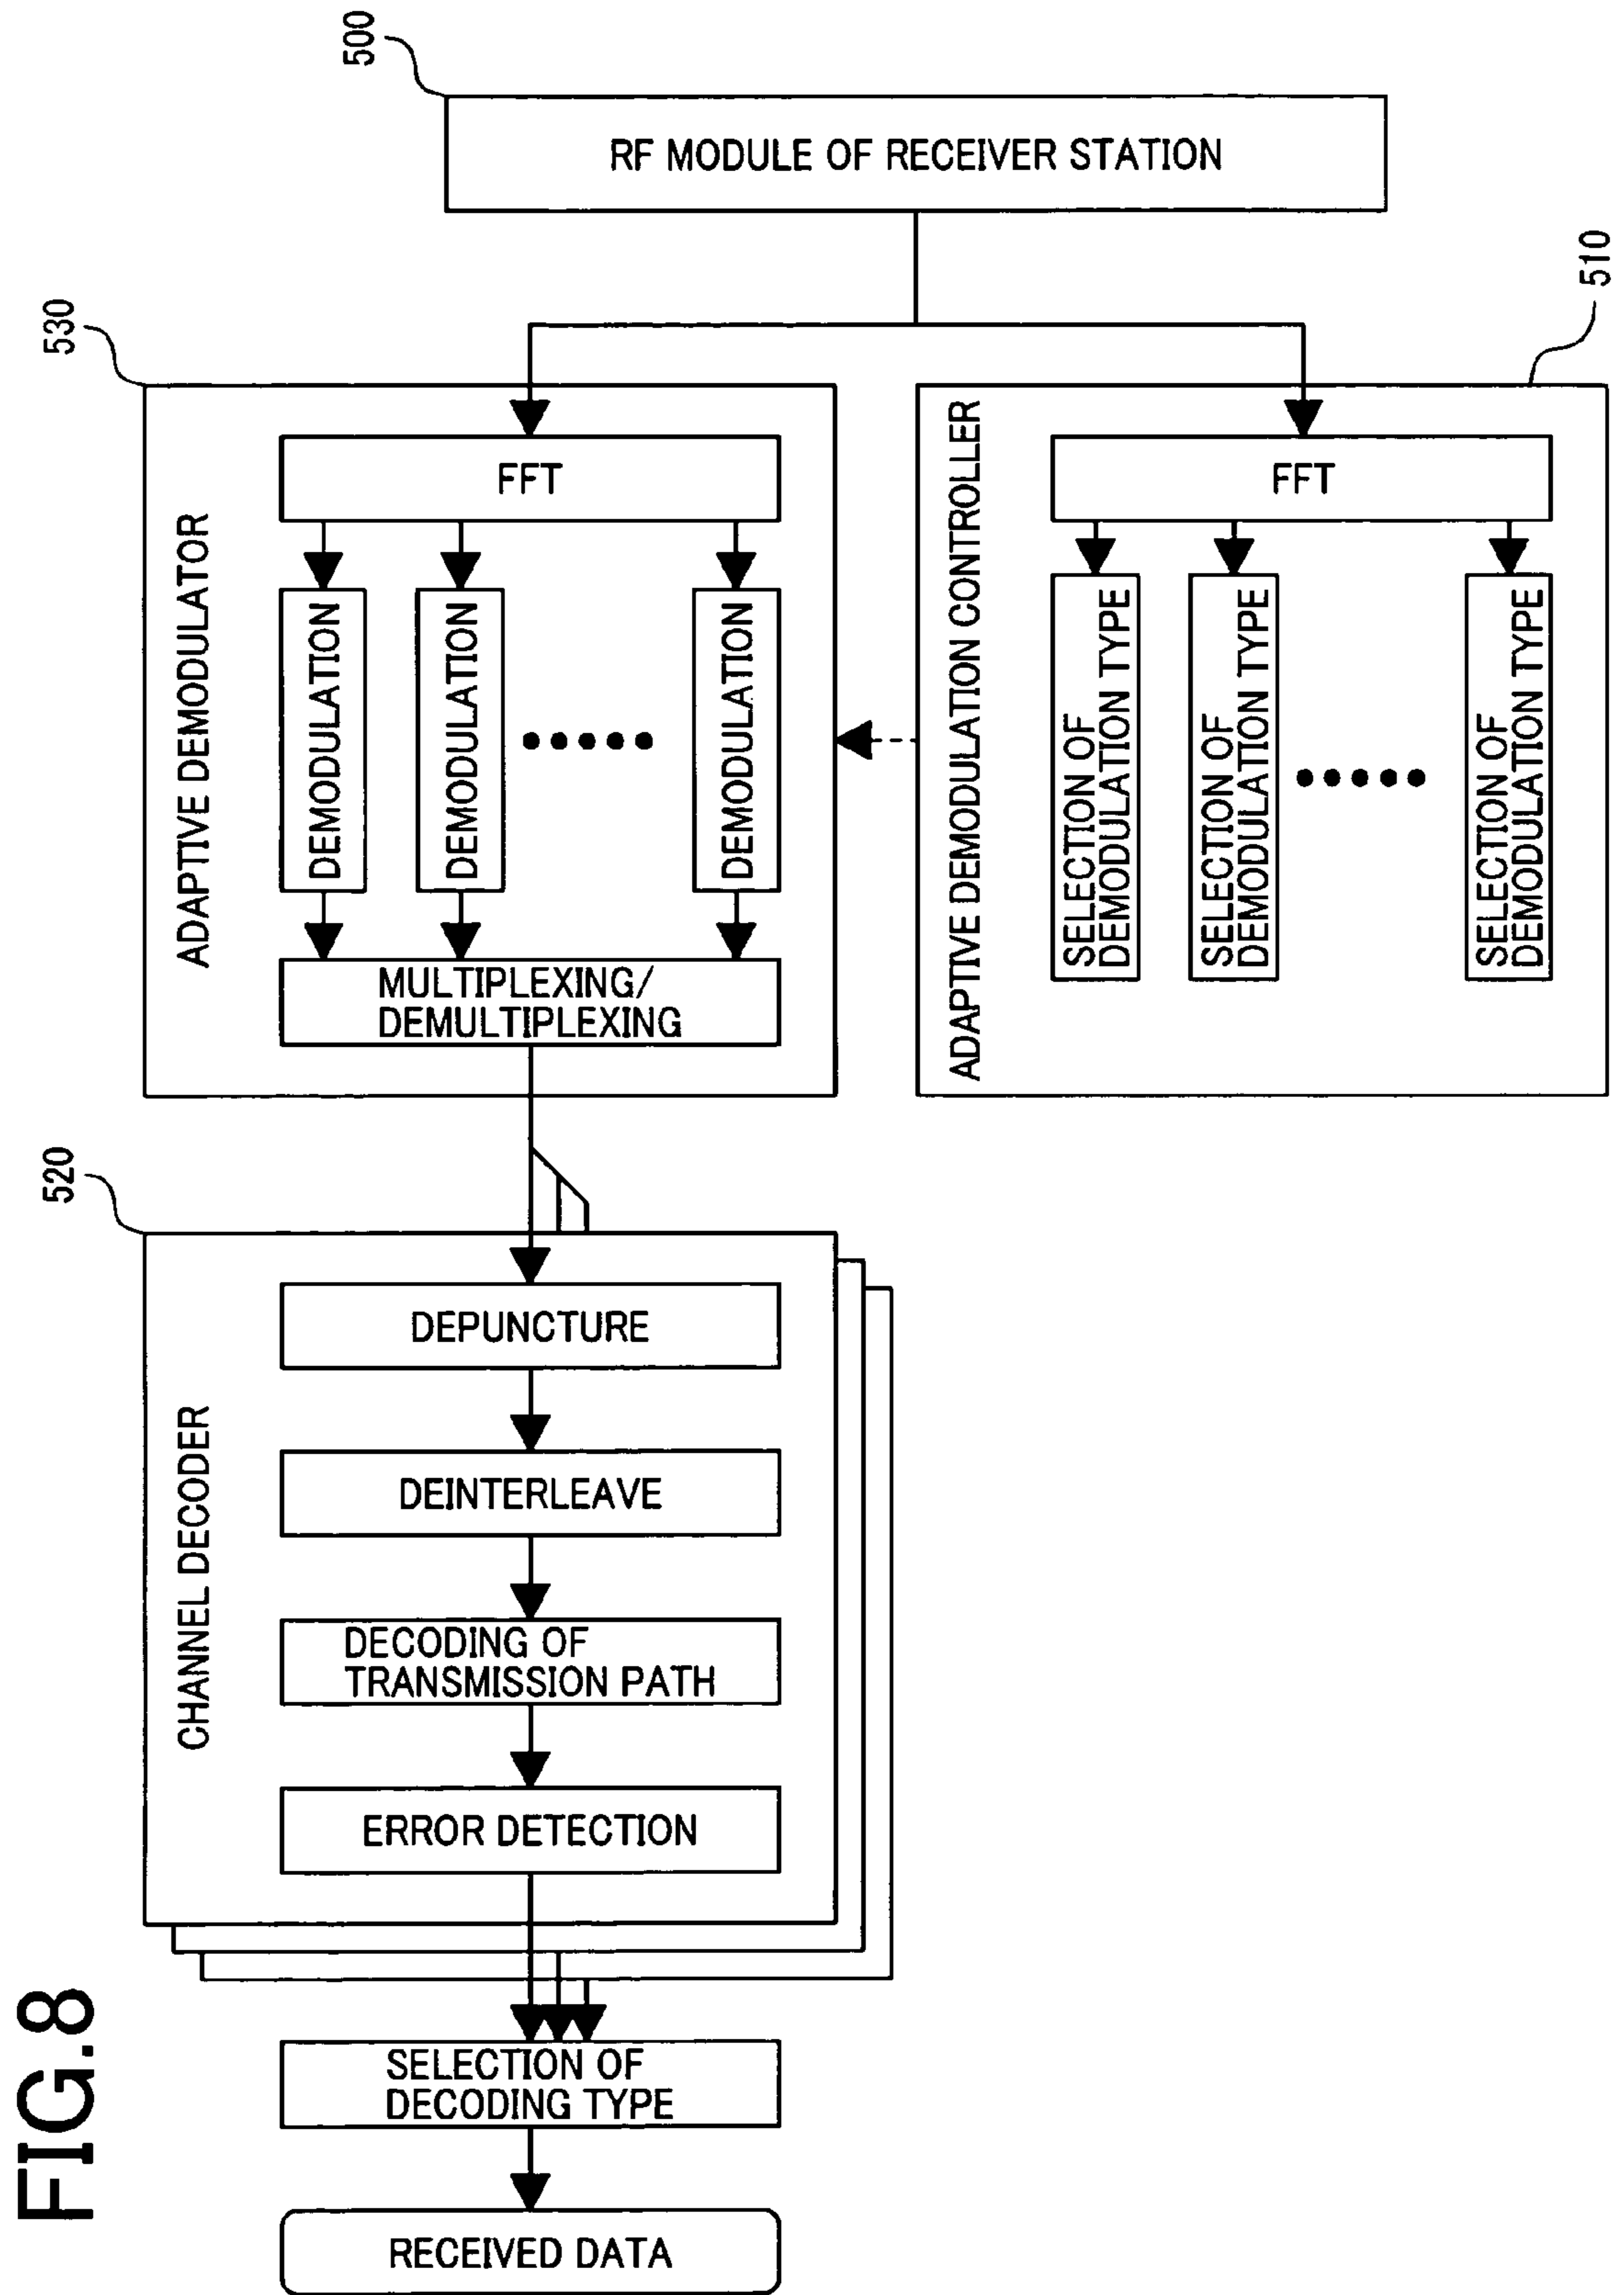 FIG.8
500
RF MODULE OF RECEIVER STATION
530
ADAPTIVE DEMODULATOR
FFT
DEMODULATION
DEMODULATION
DEMODULATION
MULTIPLEXING/
DEMULTIPLEXING
510
ADAPTIVE DEMODULATION CONTROLLER
FFT
SELECTION OF
DEMODULATION TYPE
SELECTION OF
DEMODULATION TYPE
SELECTION OF
DEMODULATION TYPE
520
CHANNEL DECODER
DEPUNCTURE
DEINTERLEAVE
DECODING OF
TRANSMISSION PATH
ERROR DETECTION
SELECTION OF
DECODING TYPE
RECEIVED DATA